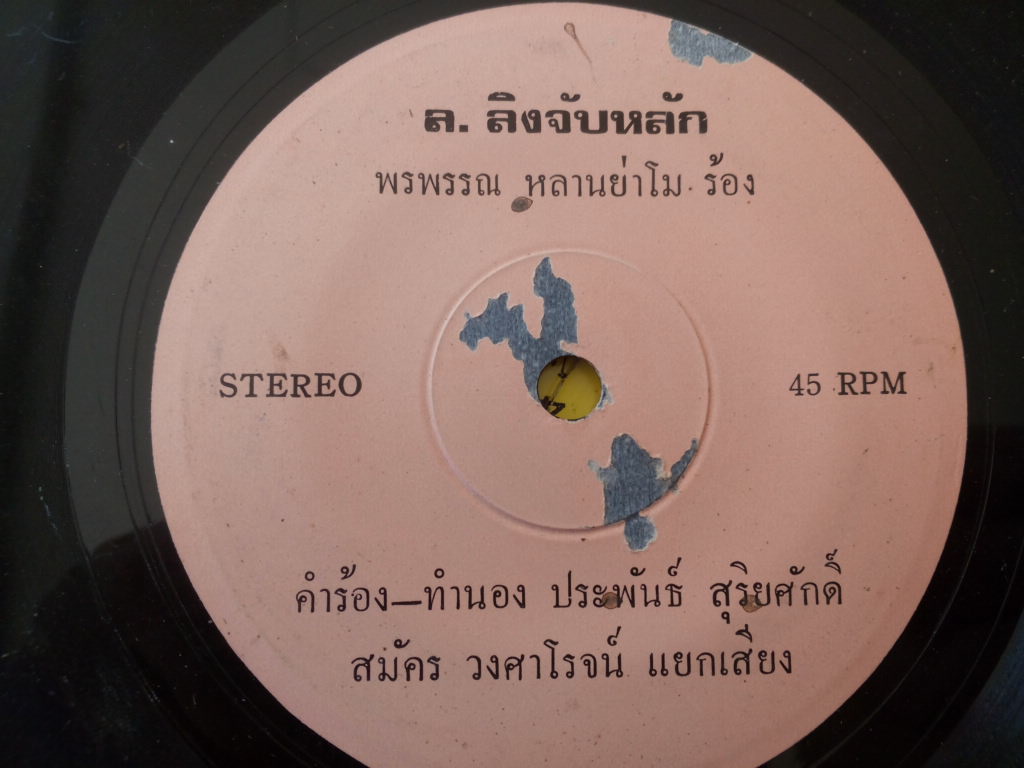 ล. ลิงจับหลัก
พรพรรณ หลานย่าโม ร้อง
STEREO
45 RPM
คำร้อง—ทำนอง ประพันธ์ สุริยศักดิ์
สมัคร วงศาโรจน์ แยกเสียง